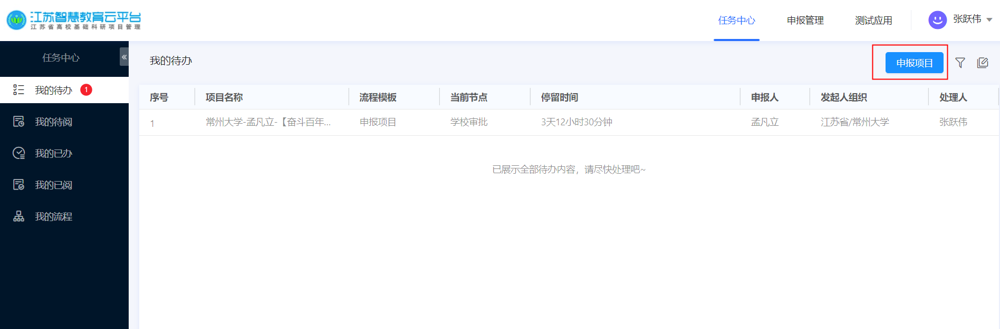 江苏智慧教育云平台
江苏省高校基础科研项目管理
任务中心 申报管理 测试应用 张跃伟
任务中心 «
我的待办 1
我的待阅
我的已办
我的已阅
我的流程
我的待办 申报项目
序号 项目名称 流程模板 当前节点 停留时间 申报人 发起人组织 处理人
1 常州大学-孟凡立-【奋斗百年... 申报项目 学校审批 3天12小时30分钟 孟凡立 江苏省/常州大学 张跃伟
已展示全部待办内容，请尽快处理吧~